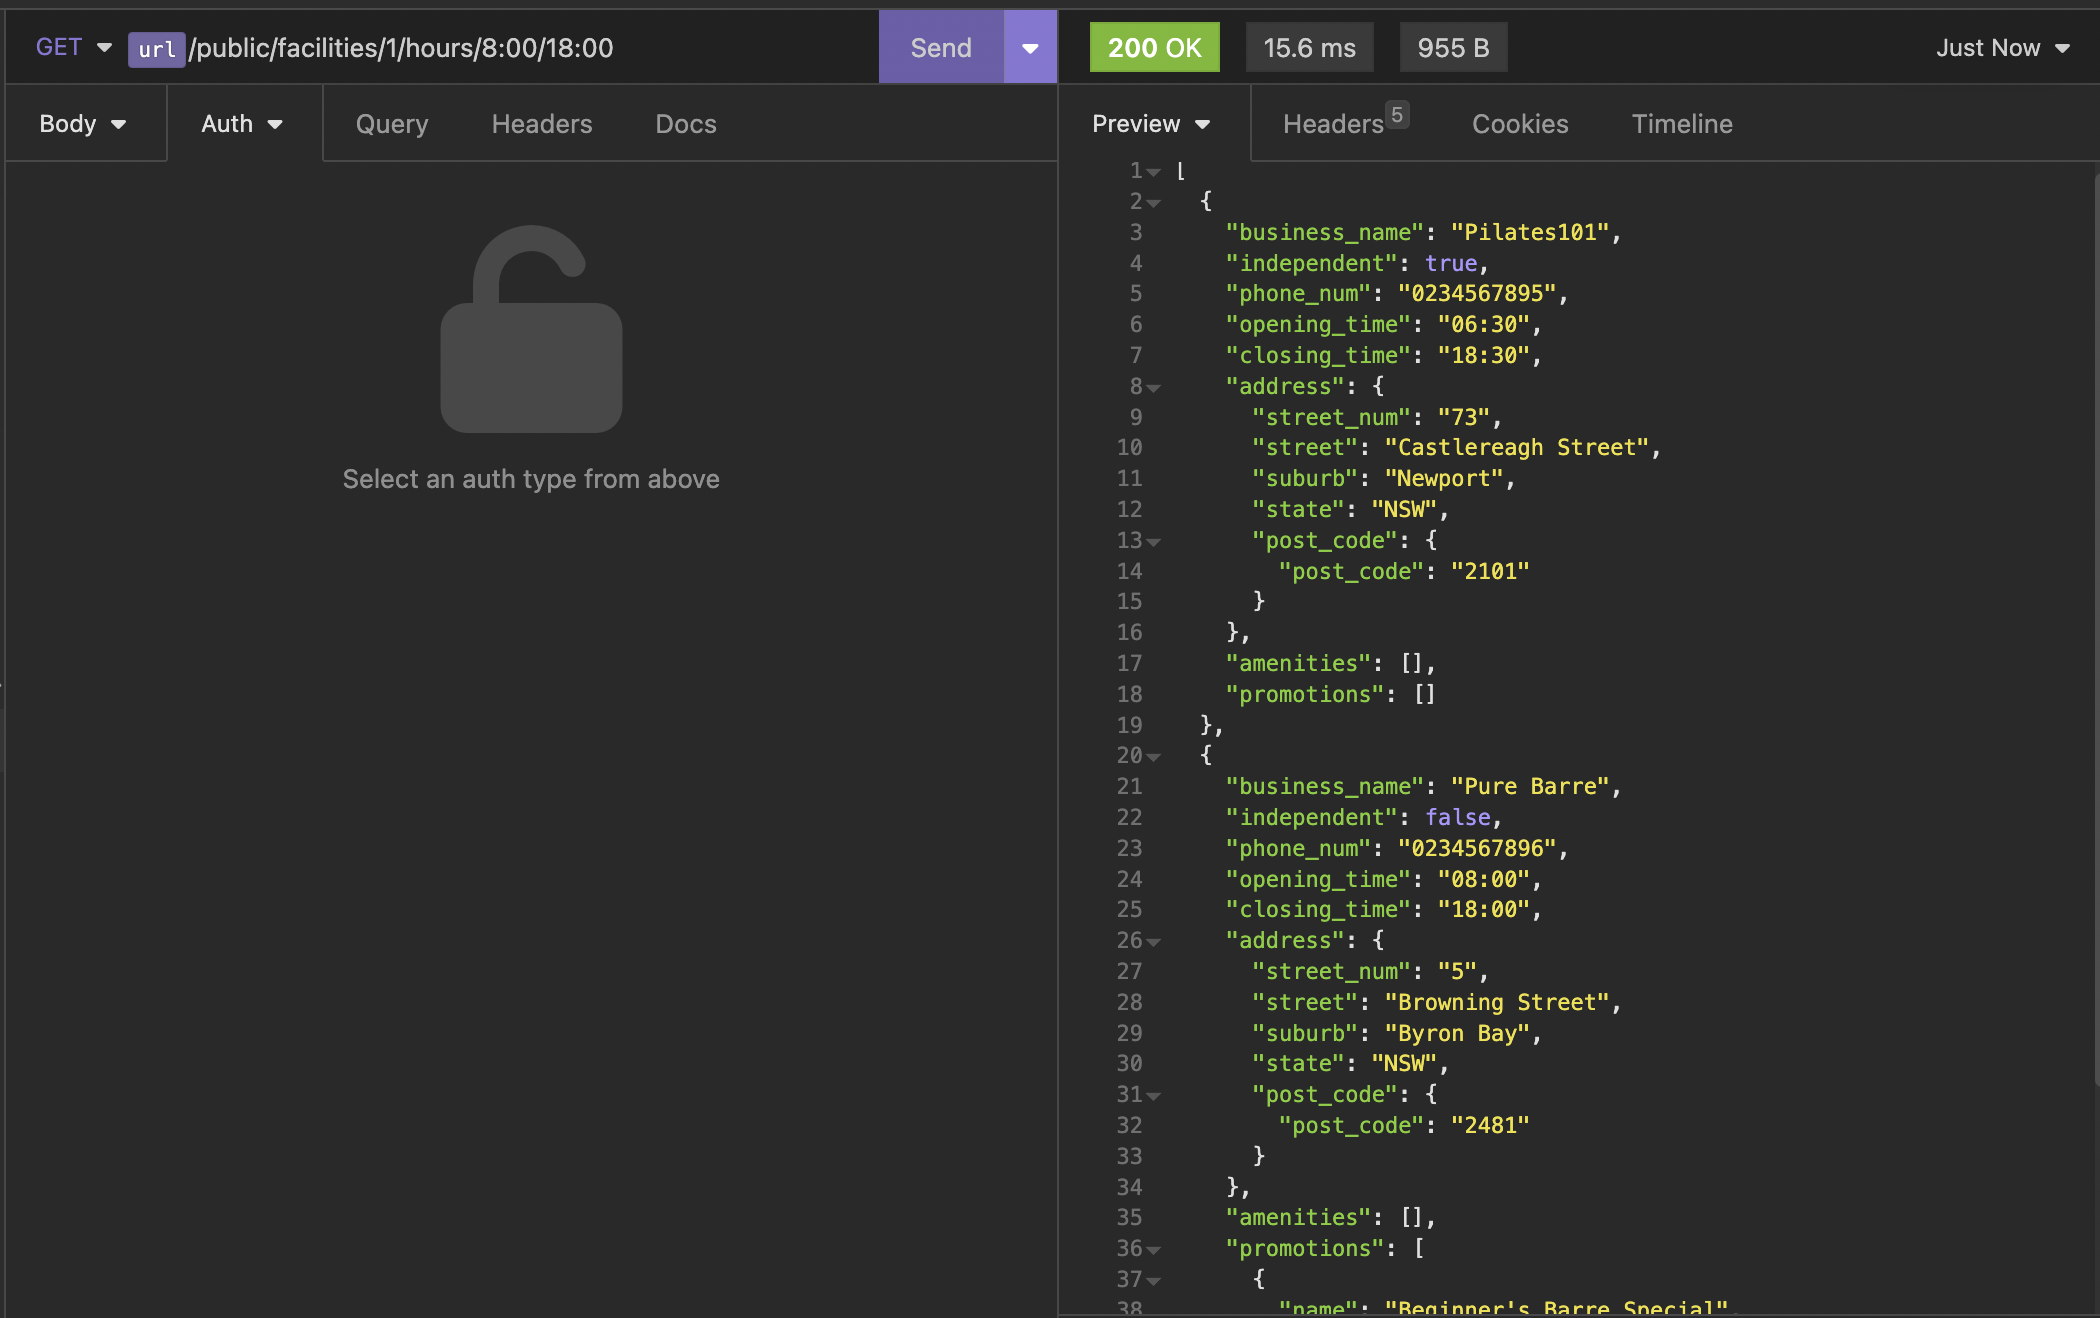 GET url /public/facilities/1/hours/8:00/18:00 Send 200 OK 15.6 ms 955 B Just Now
Body Auth Query Headers Docs Preview Headers 5 Cookies Timeline
Select an auth type from above
1 [
2 {
3 "business_name": "Pilates101",
4 "independent": true,
5 "phone_num": "0234567895",
6 "opening_time": "06:30",
7 "closing_time": "18:30",
8 "address": {
9 "street_num": "73",
10 "street": "Castlereagh Street",
11 "suburb": "Newport",
12 "state": "NSW",
13 "post_code": {
14 "post_code": "2101"
15 }
16 },
17 "amenities": [],
18 "promotions": []
19 },
20 {
21 "business_name": "Pure Barre",
22 "independent": false,
23 "phone_num": "0234567896",
24 "opening_time": "08:00",
25 "closing_time": "18:00",
26 "address": {
27 "street_num": "5",
28 "street": "Browning Street",
29 "suburb": "Byron Bay",
30 "state": "NSW",
31 "post_code": {
32 "post_code": "2481"
33 }
34 },
35 "amenities": [],
36 "promotions": [
37 {
38 "name": "Beginner's Barre Special",